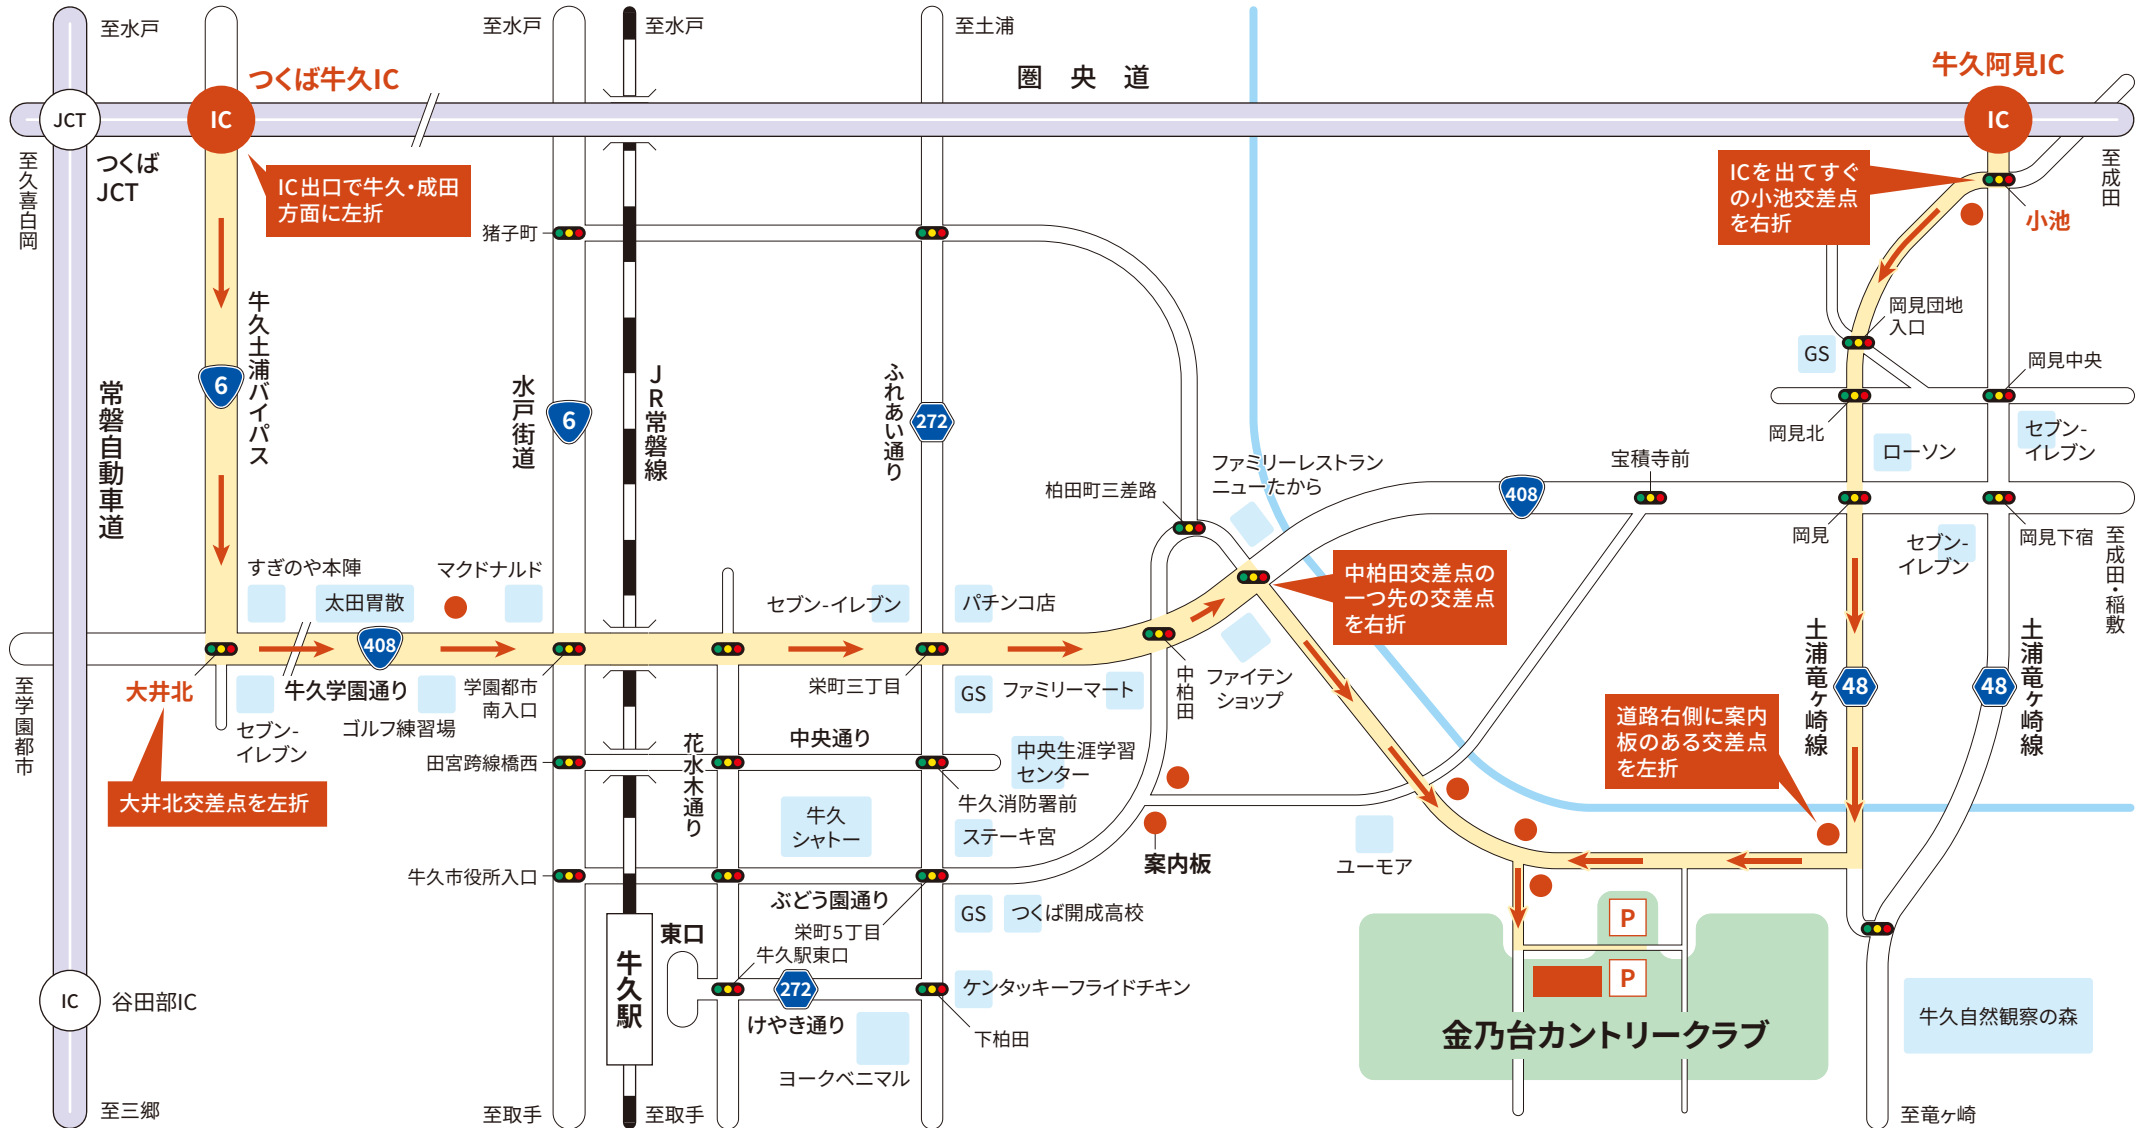 至水戸
至水戸
至水戸
至土浦
つくば牛久IC
圏央道
牛久阿見IC
JCT
IC
IC
つくば
JCT
至久喜白岡
IC出口で牛久・成田
方面に左折
ICを出てすぐ
の小池交差点
を右折
至成田
小池
猪子町
牛久土浦バイパス
岡見団地
入口
GS
岡見中央
6
常磐自動車道
水戸街道
6
JR常磐線
ふれあい通り
272
岡見北
ローソン
セブン-
イレブン
ファミリーレストラン
ニューたから
宝積寺前
柏田町三差路
408
岡見
セブン-
イレブン
岡見下宿
至成田・稲敷
すぎのや本陣
太田胃散
マクドナルド
セブン-イレブン
パチンコ店
中柏田交差点の
一つ先の交差点
を右折
408
大井北
牛久学園通り
学園都市
南入口
栄町三丁目
GS
ファミリーマート
中柏田
ファイテン
ショップ
土浦竜ヶ崎線
48
48
土浦竜ヶ崎線
至学園都市
セブン-
イレブン
ゴルフ練習場
道路右側に案内
板のある交差点
を左折
田宮跨線橋西
花水木通り
中央通り
中央生涯学習
センター
牛久消防署前
大井北交差点を左折
牛久
シャトー
ステーキ宮
案内板
ユーモア
牛久市役所入口
ぶどう園通り
栄町5丁目
GS
つくば開成高校
P
東口
牛久駅東口
牛久駅
272
ケンタッキーフライドチキン
P
IC
谷田部IC
けやき通り
下柏田
金乃台カントリークラブ
牛久自然観察の森
ヨークベニマル
至三郷
至取手
至取手
至竜ヶ崎